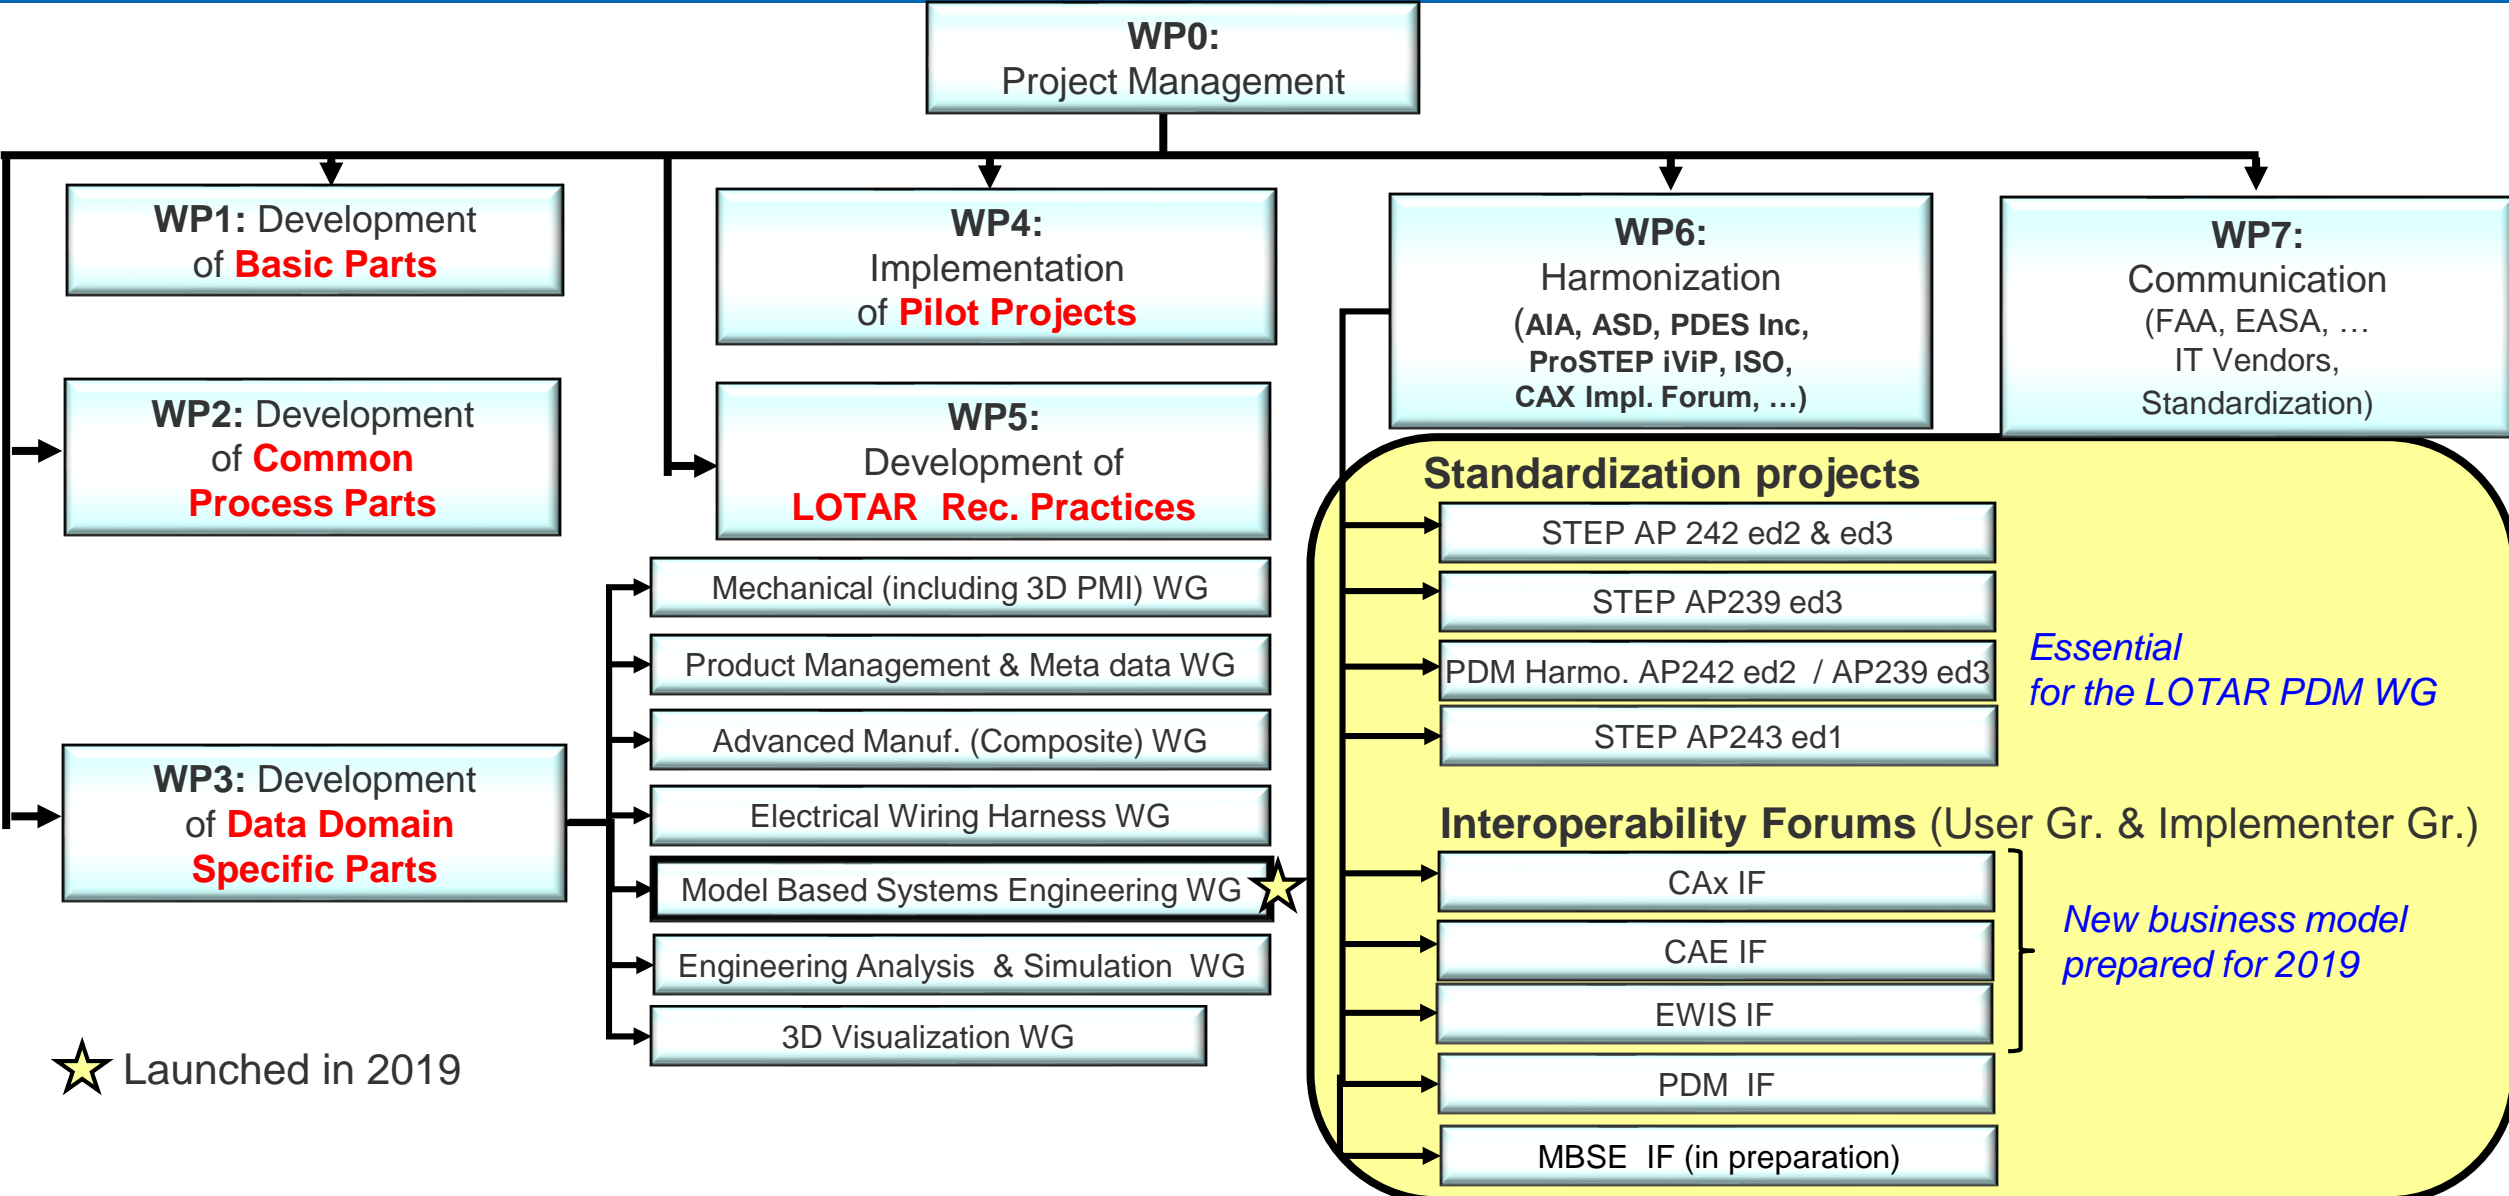 WP0:
Project Management
WP1: Development
of Basic Parts
WP2: Development
of Common
Process Parts
WP3: Development
of Data Domain
Specific Parts
WP4:
Implementation
of Pilot Projects
WP5:
Development of
LOTAR Rec. Practices
Mechanical (including 3D PMI) WG
Product Management & Meta data WG
Advanced Manuf. (Composite) WG
Electrical Wiring Harness WG
Model Based Systems Engineering WG
Engineering Analysis & Simulation WG
3D Visualization WG
Launched in 2019
WP6:
Harmonization
(AIA, ASD, PDES Inc,
ProSTEP iViP, ISO,
CAX Impl. Forum, …)
WP7:
Communication
(FAA, EASA, …
IT Vendors,
Standardization)
Standardization projects
STEP AP 242 ed2 & ed3
STEP AP239 ed3
PDM Harmo. AP242 ed2 / AP239 ed3
STEP AP243 ed1
Essential
for the LOTAR PDM WG
Interoperability Forums (User Gr. & Implementer Gr.)
CAx IF
CAE IF
EWIS IF
PDM IF
MBSE IF (in preparation)
New business model
prepared for 2019